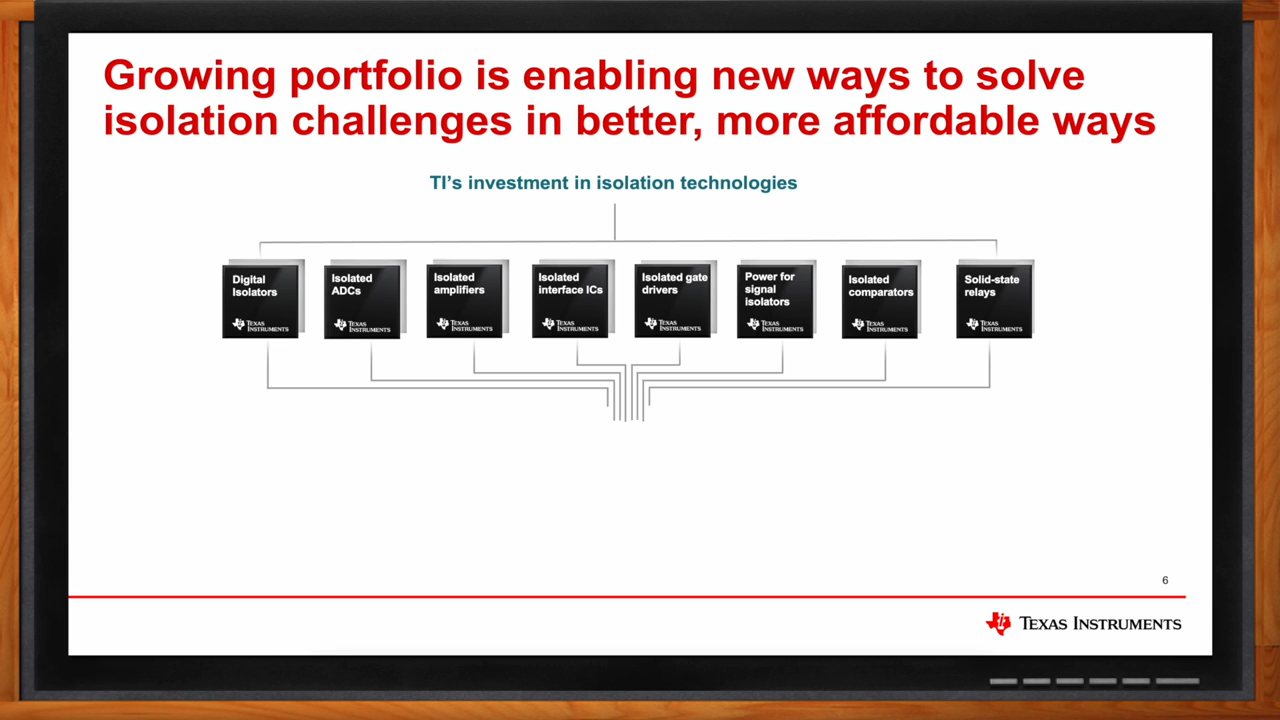 Growing portfolio is enabling new ways to solve
isolation challenges in better, more affordable ways
TI's investment in isolation technologies
Digital
Isolators
TEXAS
INSTRUMENTS
Isolated
ADCs
TEXAS
INSTRUMENTS
Isolated
amplifiers
TEXAS
INSTRUMENTS
Isolated
interface ICs
TEXAS
INSTRUMENTS
Isolated gate
drivers
TEXAS
INSTRUMENTS
Power for
signal
isolators
TEXAS
INSTRUMENTS
Isolated
comparators
TEXAS
INSTRUMENTS
Solid-state
relays
TEXAS
INSTRUMENTS
6
TEXAS INSTRUMENTS